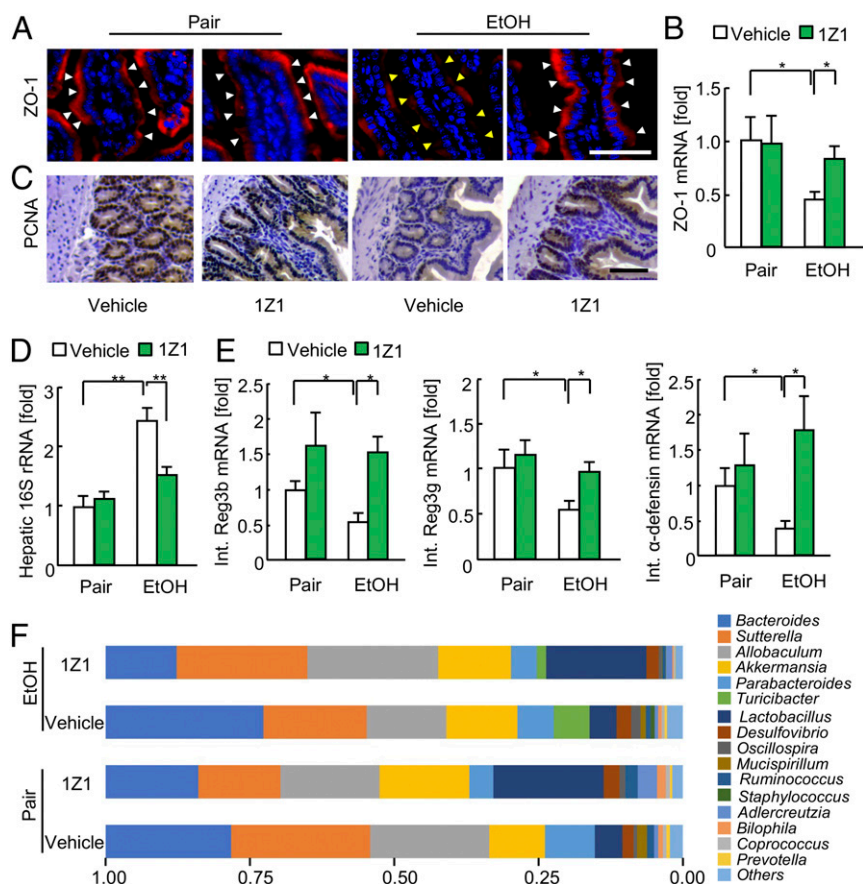 A
Pair
EtOH
ZO-1
C
PCNA
Vehicle
1Z1
Vehicle
1Z1
B
Vehicle
1Z1
ZO-1 mRNA [fold]
1.5
1.0
0.5
0
*
*
Pair
EtOH
D
Vehicle
1Z1
Hepatic 16S rRNA [fold]
3
2
1
0
**
**
Pair
EtOH
E
Vehicle
1Z1
Int. Reg3b mRNA [fold]
2.5
2
1.5
1
0.5
0
*
*
Pair
EtOH
Int. Reg3g mRNA [fold]
2
1.5
1
0.5
0
*
*
Pair
EtOH
Int. α-defensin mRNA [fold]
2.5
2
1.5
1
0.5
0
*
*
Pair
EtOH
F
EtOH
1Z1
Vehicle
Pair
1Z1
Vehicle
1.00
0.75
0.50
0.25
0.00
Bacteroides
Sutterella
Allobaculum
Akkermansia
Parabacteroides
Turicibacter
Lactobacillus
Desulfovibrio
Oscillospira
Mucispirillum
Ruminococcus
Staphylococcus
Adlercreutzia
Bilophila
Coprococcus
Prevotella
Others